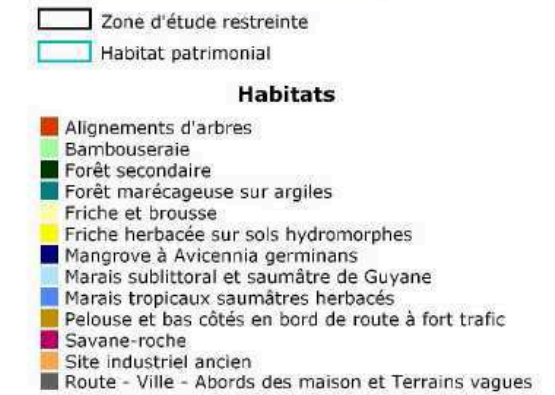 Zone d'étude restreinte
Habitat patrimonial
Habitats
Alignements d'arbres
Bambouseraie
Forêt secondaire
Forêt marécageuse sur argiles
Friche et brousse
Friche herbacée sur sols hydromorphes
Mangrove à Avicennia germinans
Marais sublittoral et saumâtre de Guyane
Marais tropicaux saumâtres herbacés
Pelouse et bas côtés en bord de route à fort trafic
Savane-roche
Site industriel ancien
Route - Ville - Abords des maison et Terrains vagues